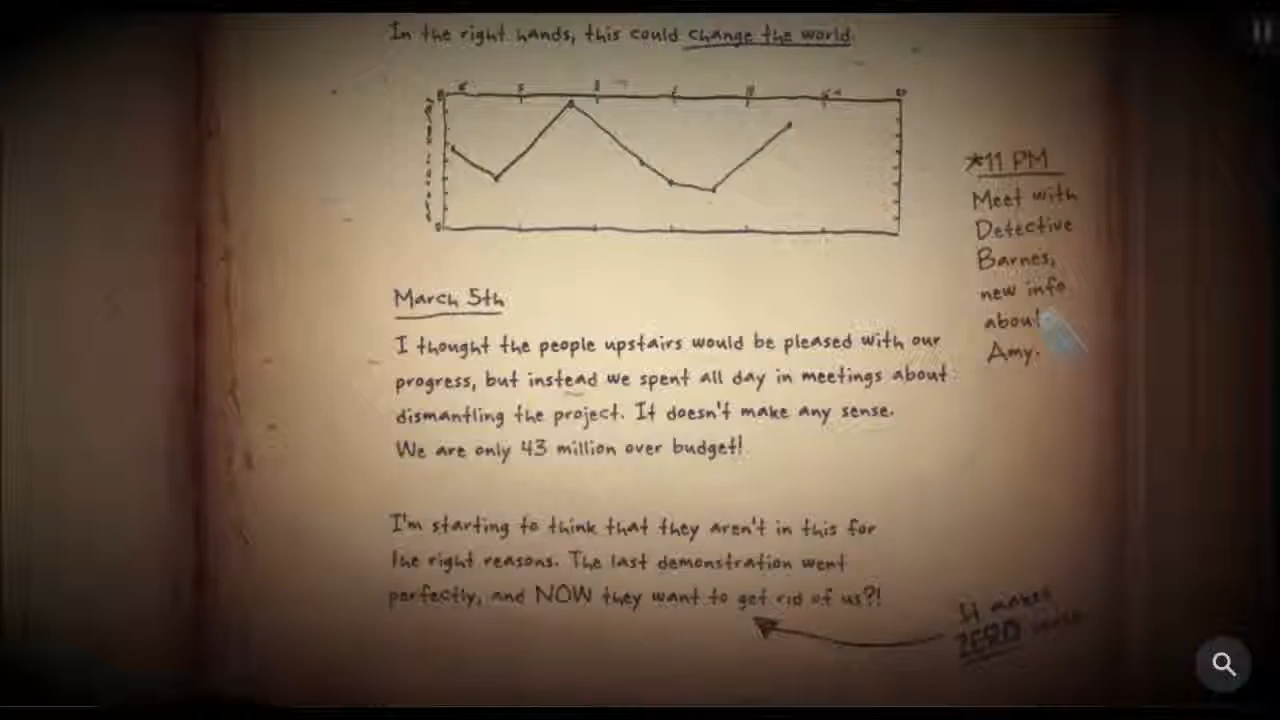 In the right hands, this could change the world.
*11 PM
Meet with
Detective
Barnes,
new info
about
Amy.
March 5th
I thought the people upstairs would be pleased with our
progress, but instead we spent all day in meetings about
dismantling the project. It doesn't make any sense.
We are only 43 million over budget!
I'm starting to think that they aren't in this for
the right reasons. The last demonstration went
perfectly, and NOW they want to get rid of us?!
It makes
ZERO sense